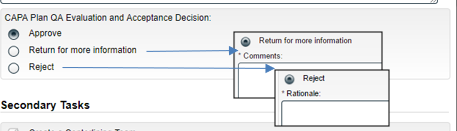 CAPA Plan QA Evaluation and Acceptance Decision:
Approve
Return for more information
Reject
Return for more information
* Comments:
Reject
* Rationale:
Secondary Tasks